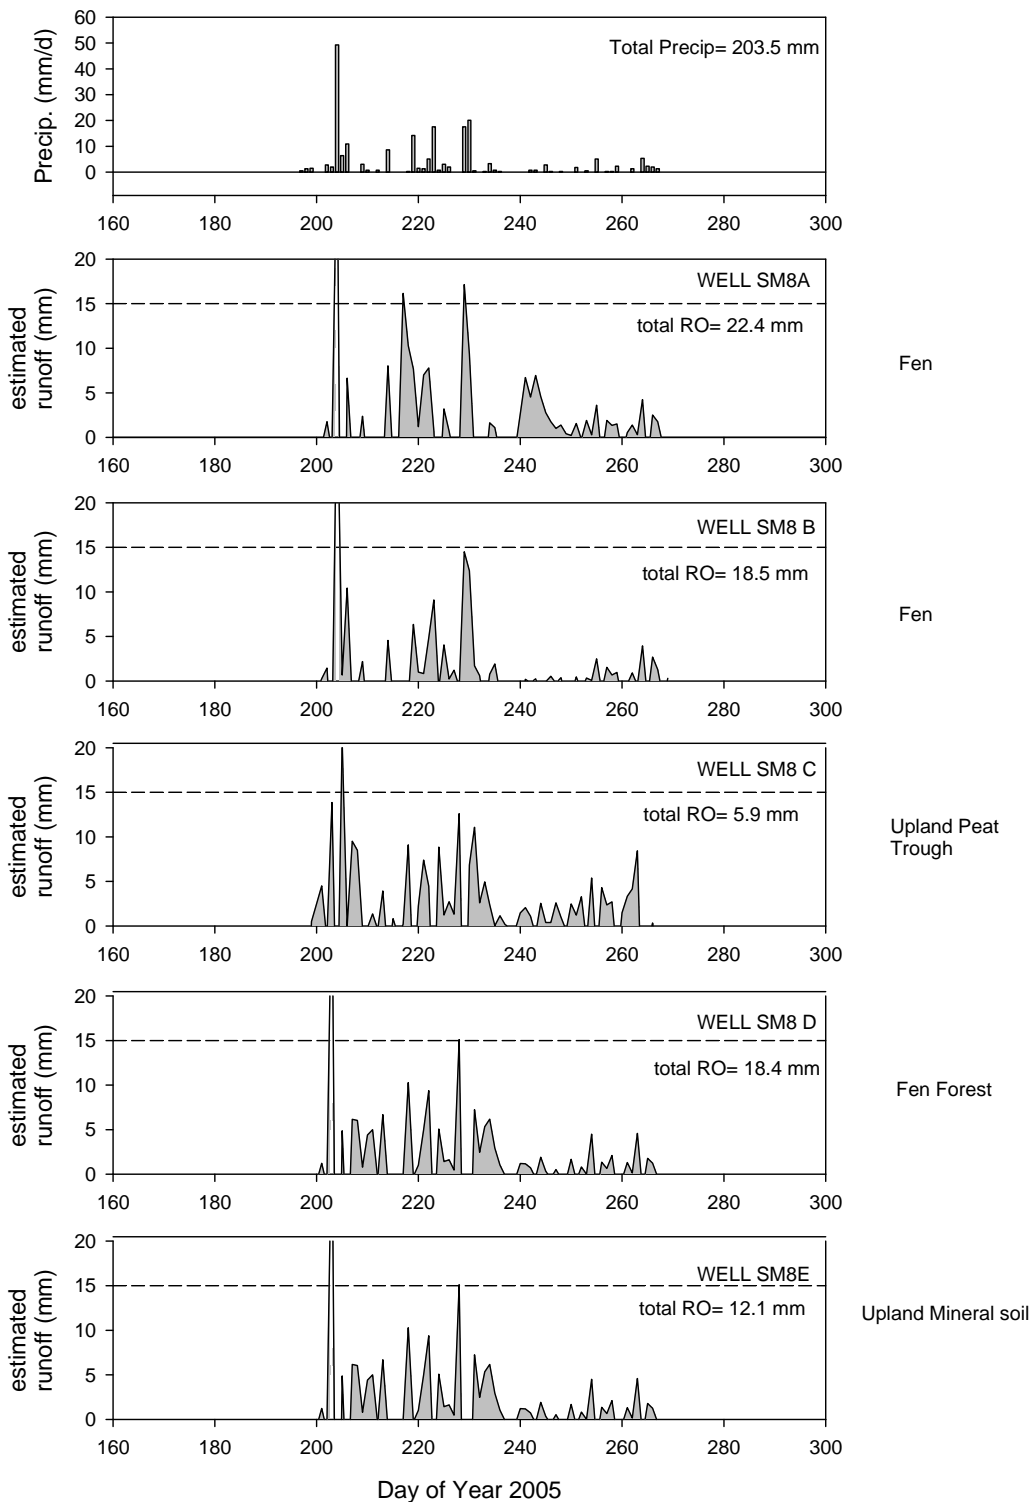 60
50
40
30
20
10
0
Precip. (mm/d)
Total Precip= 203.5 mm
160 180 200 220 240 260 280 300
20
15
10
5
0
estimated
runoff (mm)
WELL SM8A
total RO= 22.4 mm
Fen
160 180 200 220 240 260 280 300
20
15
10
5
0
estimated
runoff (mm)
WELL SM8 B
total RO= 18.5 mm
Fen
160 180 200 220 240 260 280 300
20
15
10
5
0
estimated
runoff (mm)
WELL SM8 C
total RO= 5.9 mm
Upland Peat
Trough
160 180 200 220 240 260 280 300
20
15
10
5
0
estimated
runoff (mm)
WELL SM8 D
total RO= 18.4 mm
Fen Forest
160 180 200 220 240 260 280 300
20
15
10
5
0
estimated
runoff (mm)
WELL SM8E
total RO= 12.1 mm
Upland Mineral soil
160 180 200 220 240 260 280 300
Day of Year 2005